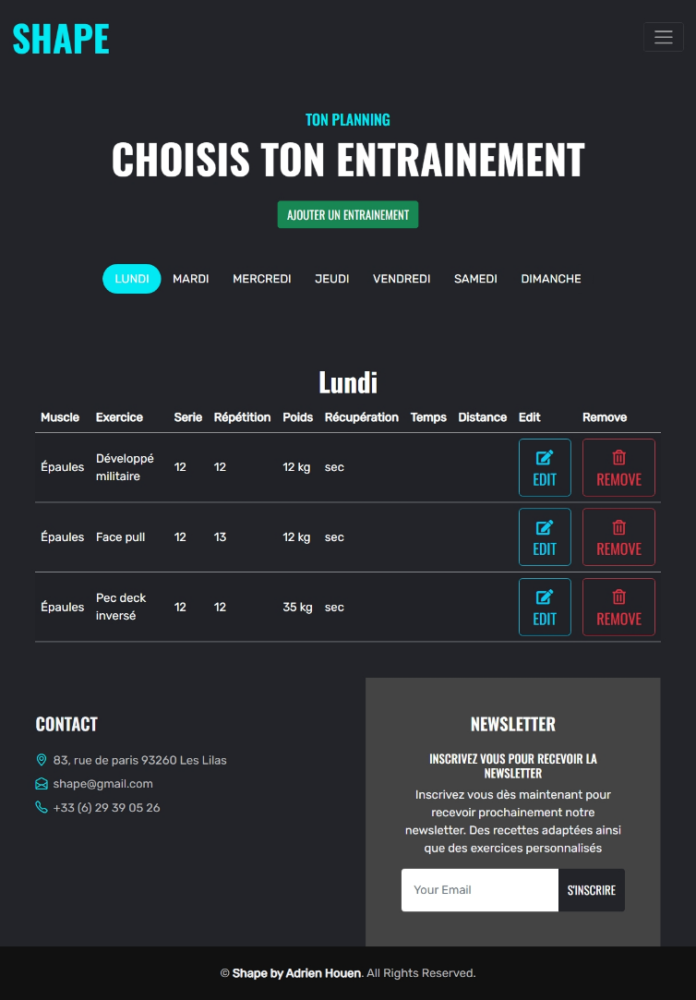 SHAPE
TON PLANNING
CHOISIS TON ENTRAINEMENT
AJOUTER UN ENTRAINEMENT
LUNDI MARDI MERCREDI JEUDI VENDREDI SAMEDI DIMANCHE
Lundi
Muscle Exercice Serie Répétition Poids Récupération Temps Distance Edit Remove
Épaules Développé militaire 12 12 12 kg sec EDIT REMOVE
Épaules Face pull 12 13 12 kg sec EDIT REMOVE
Épaules Pec deck inversé 12 12 35 kg sec EDIT REMOVE
CONTACT
83, rue de paris 93260 Les Lilas
shape@gmail.com
+33 (6) 29 39 05 26
NEWSLETTER
INSCRIVEZ VOUS POUR RECEVOIR LA
NEWSLETTER
Inscrivez vous dès maintenant pour
recevoir prochainement notre
newsletter. Des recettes adaptées ainsi
que des exercices personnalisés
Your Email S'INSCRIRE
© Shape by Adrien Houen. All Rights Reserved.